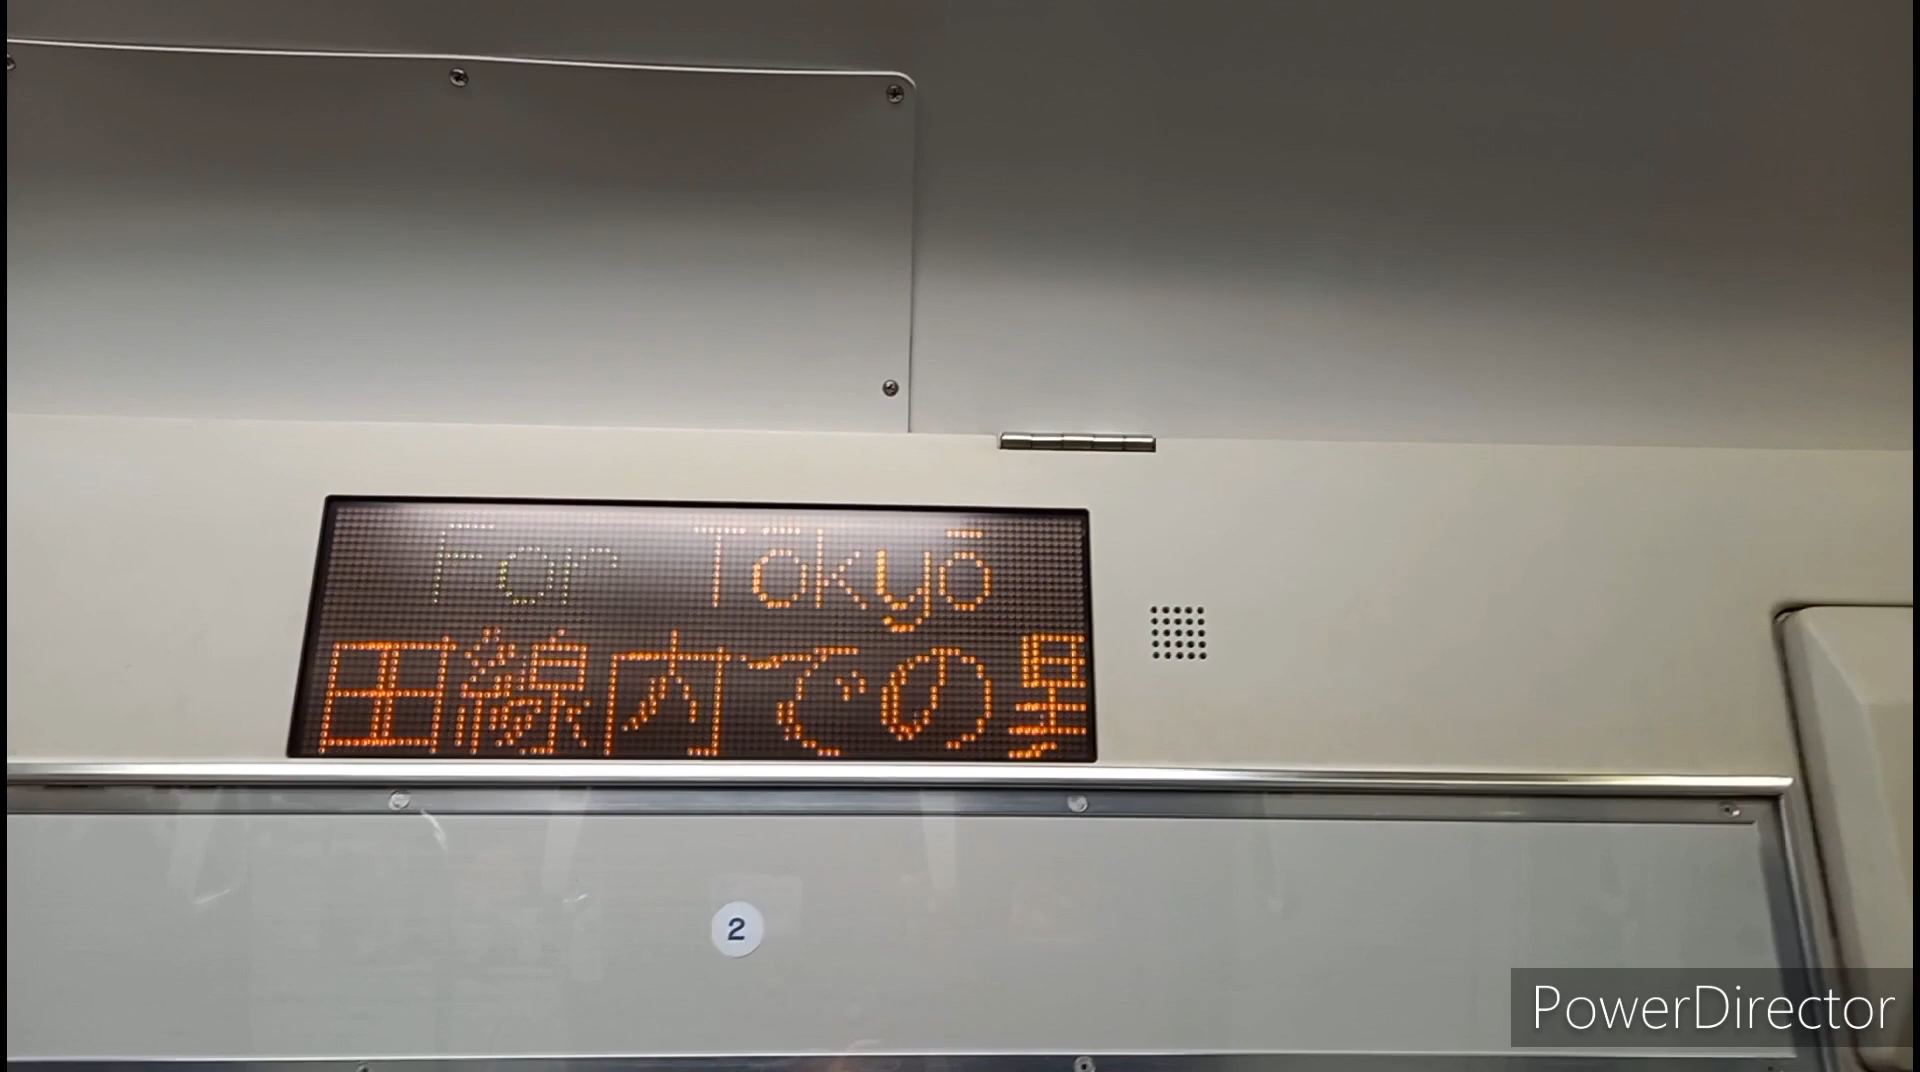 For Tōkyō
田線内での
2
PowerDirector